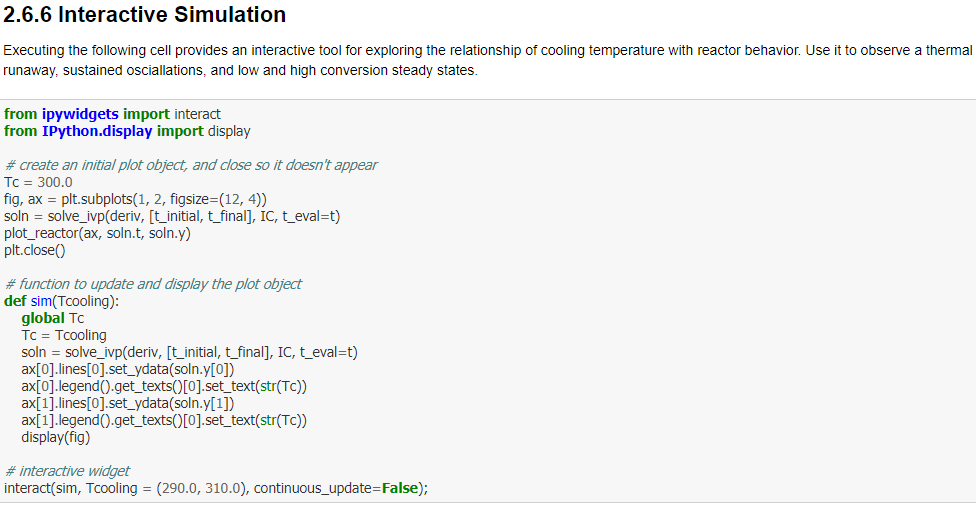 2.6.6 Interactive Simulation
Executing the following cell provides an interactive tool for exploring the relationship of cooling temperature with reactor behavior. Use it to observe a thermal
runaway, sustained osciallations, and low and high conversion steady states.
from ipywidgets import interact
from IPython.display import display
# create an initial plot object, and close so it doesn't appear
Tc = 300.0
fig, ax = plt.subplots(1, 2, figsize=(12, 4))
soln = solve_ivp(deriv, [t_initial, t_final], IC, t_eval=t)
plot_reactor(ax, soln.t, soln.y)
plt.close()
# function to update and display the plot object
def sim(Tcooling):
    global Tc
    Tc = Tcooling
    soln = solve_ivp(deriv, [t_initial, t_final], IC, t_eval=t)
    ax[0].lines[0].set_ydata(soln.y[0])
    ax[0].legend().get_texts()[0].set_text(str(Tc))
    ax[1].lines[0].set_ydata(soln.y[1])
    ax[1].legend().get_texts()[0].set_text(str(Tc))
    display(fig)
# interactive widget
interact(sim, Tcooling = (290.0, 310.0), continuous_update=False);